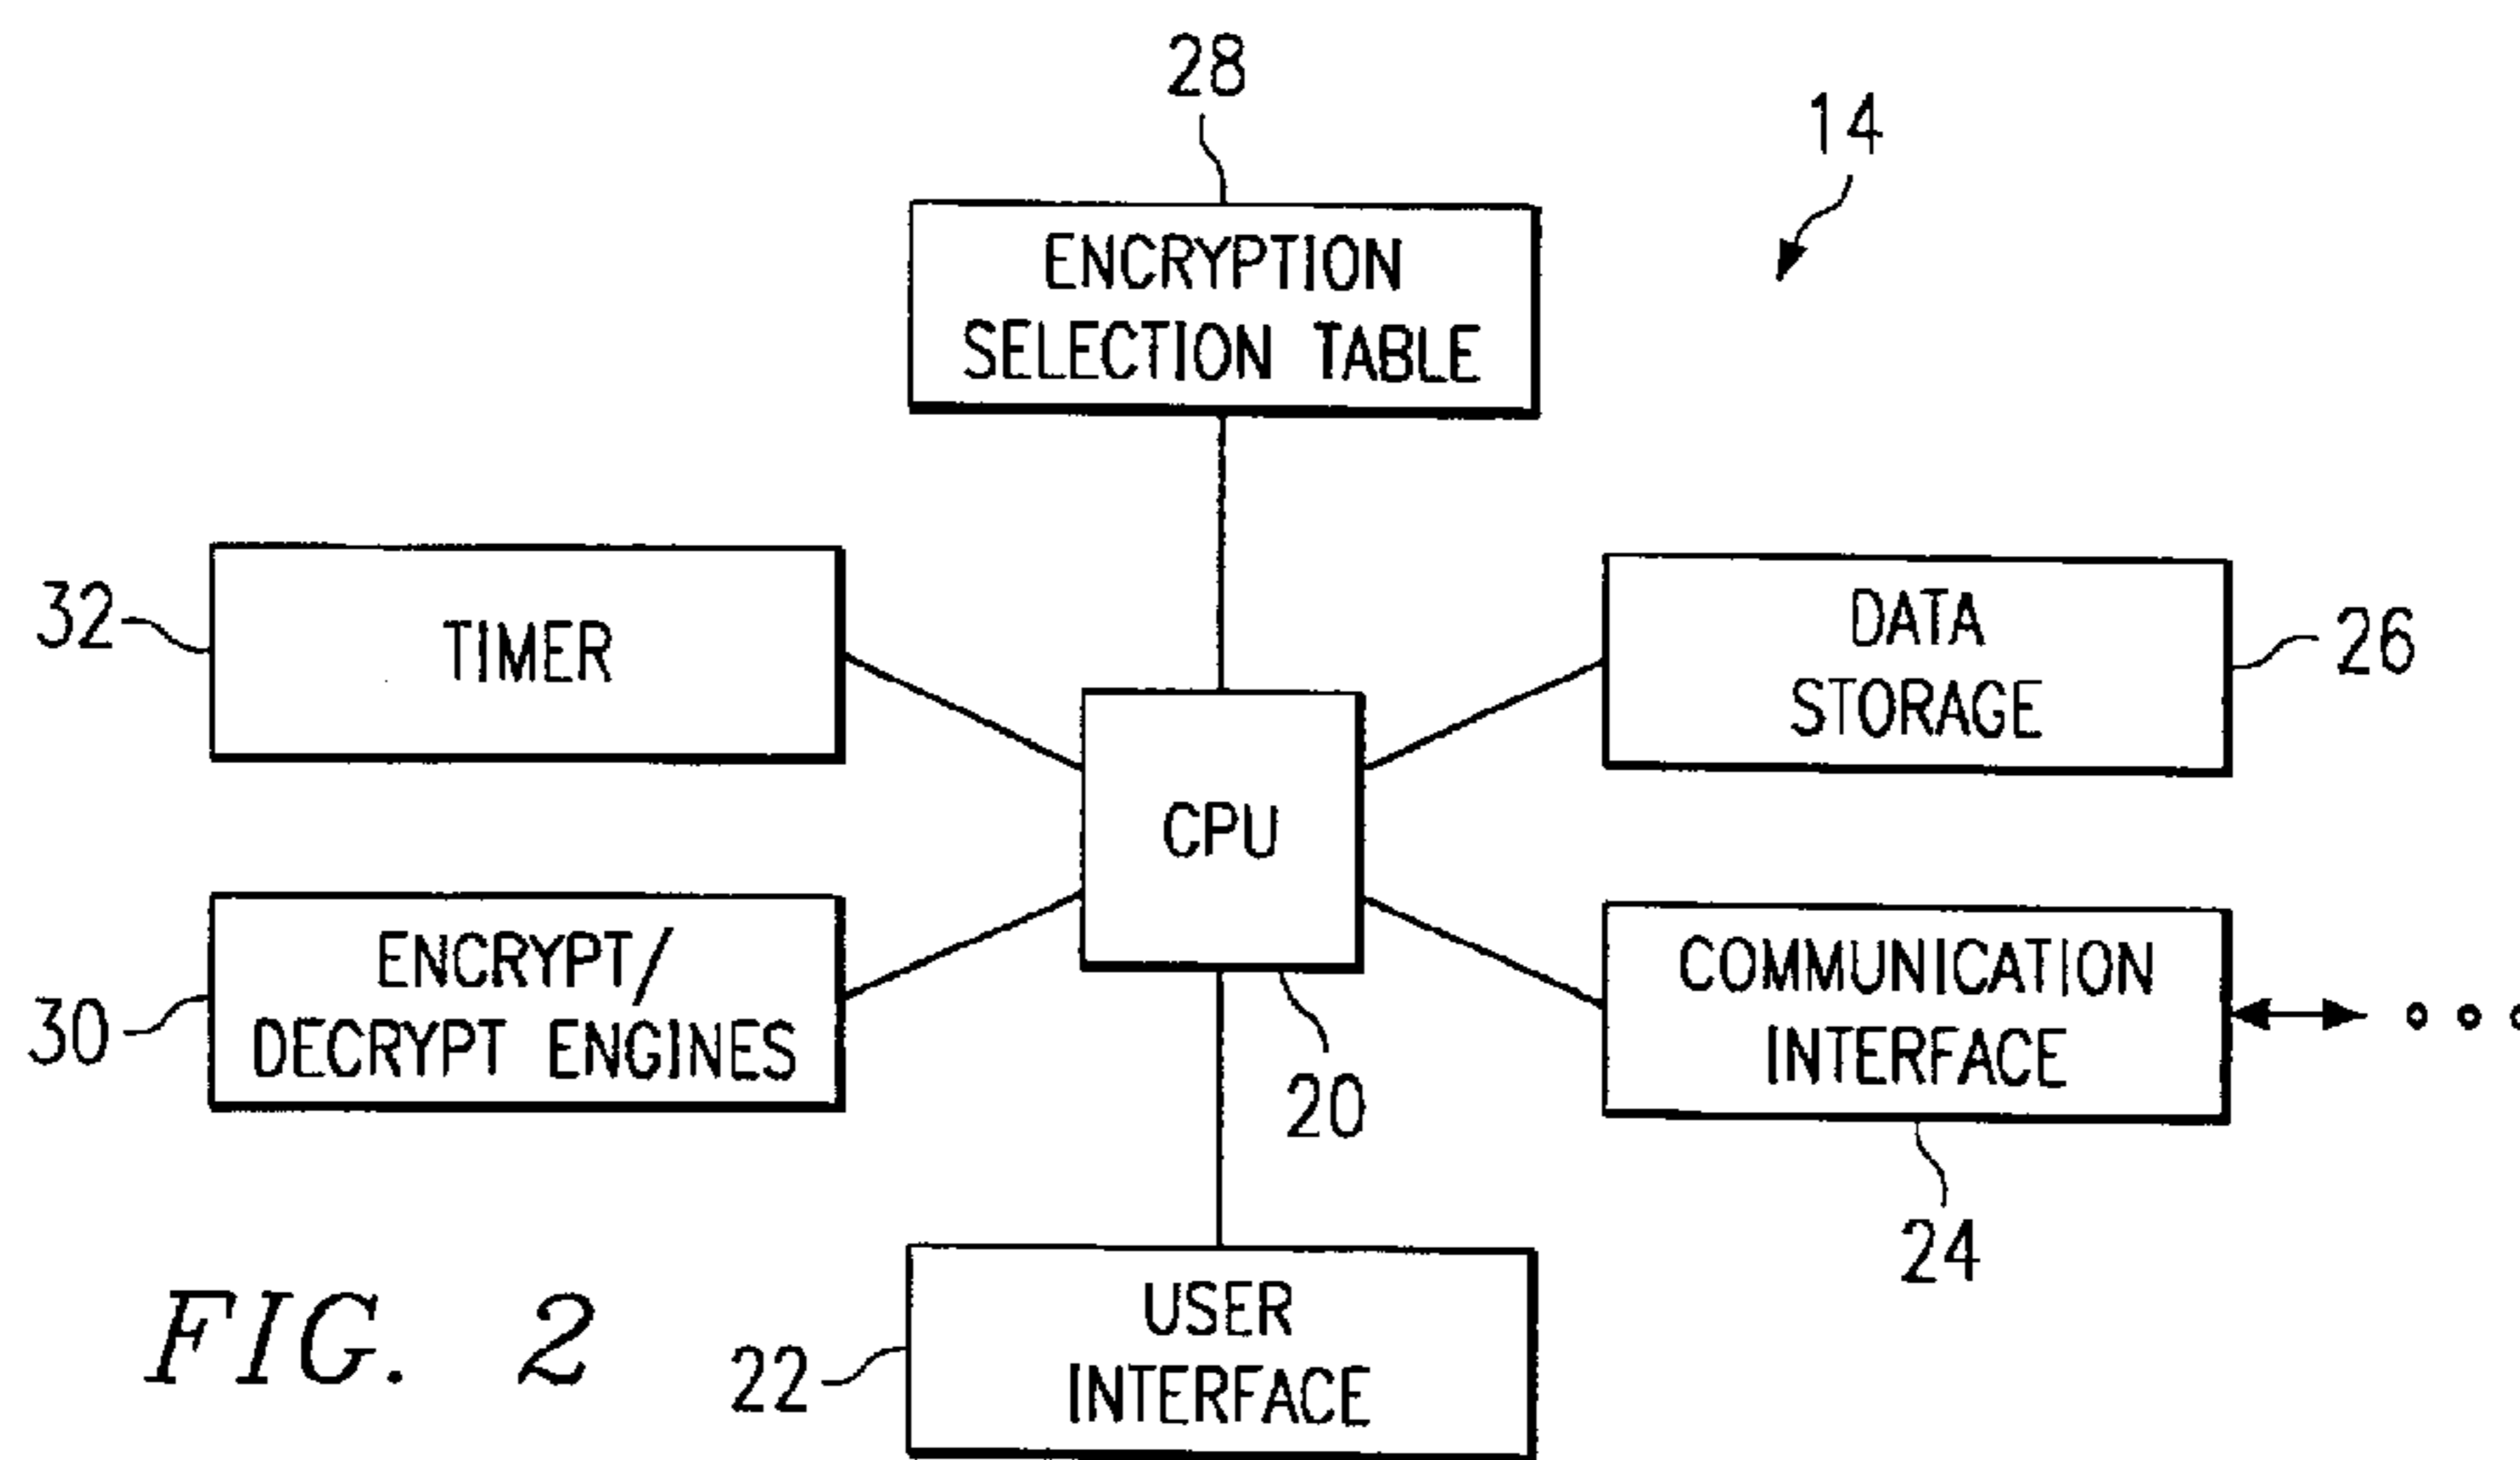 28
14
ENCRYPTION
SELECTION TABLE
32
TIMER
DATA
STORAGE
26
CPU
30
ENCRYPT/
DECRYPT ENGINES
COMMUNICATION
INTERFACE
20
24
USER
INTERFACE
22
FIG. 2